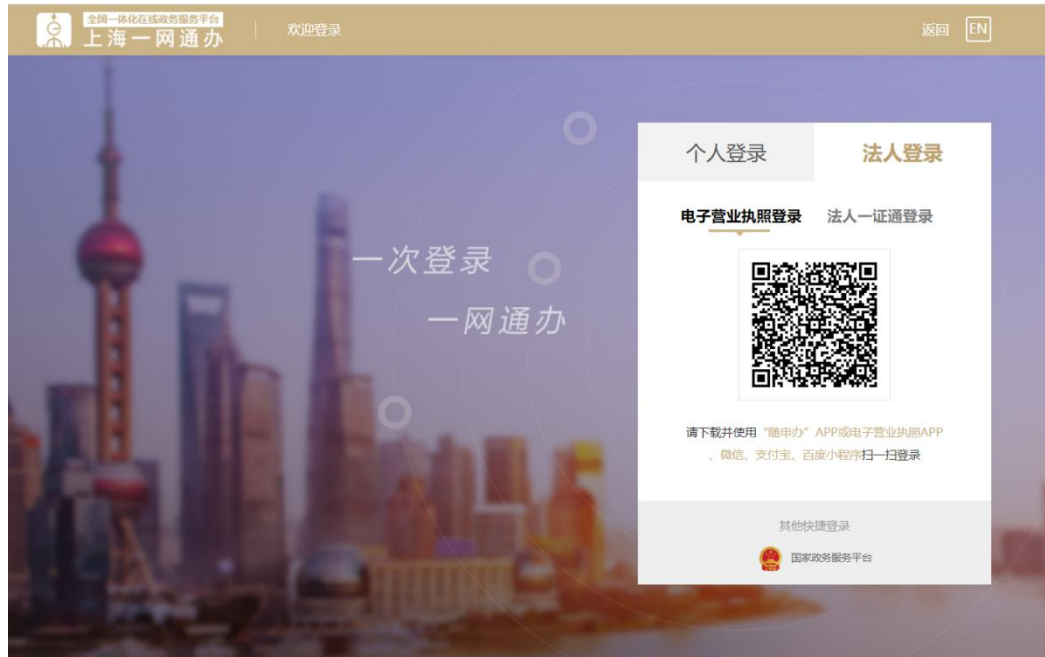 全国一体化在线政务服务平台
上海一网通办
欢迎登录
返回
EN
一次登录
一网通办
个人登录
法人登录
电子营业执照登录
法人一证通登录
请下载并使用“随申办”APP或电子营业执照APP
、微信、支付宝、百度小程序扫一扫登录
其他快捷登录
国家政务服务平台